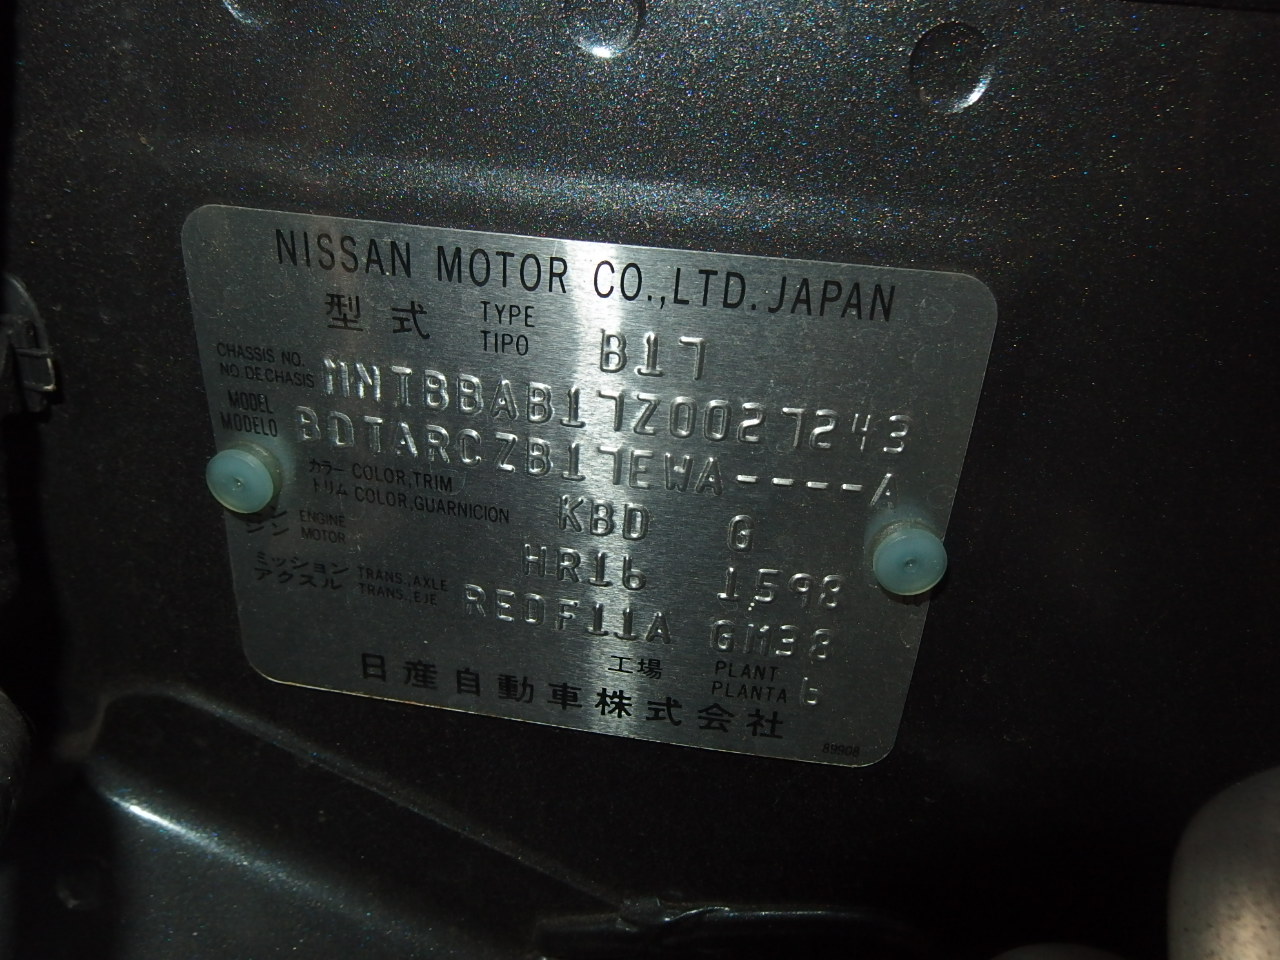 NISSAN MOTOR CO.,LTD. JAPAN
型式 TYPE TIPO B17
CHASSIS NO. NO. DE CHASIS MNTBBAB17Z0027243
MODEL MODELO BDTARCZB17EWA----A
カラー COLOR,TRIM
トリム COLOR,GUARNICION KBD G
ENGINE MOTOR HR16 1,598
ミッション TRANS.,AXLE
アクスル TRANS.,EJE RE0F11A GM38
工場 PLANT PLANTA 6
日産自動車株式会社
89908